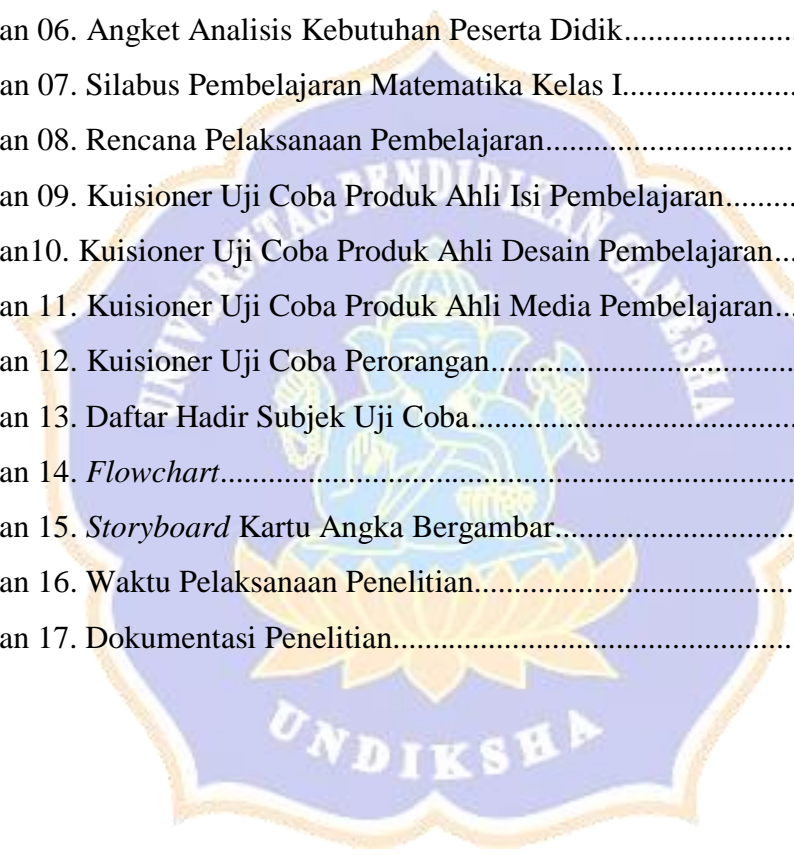 an 06. Angket Analisis Kebutuhan Peserta Didik.....................
an 07. Silabus Pembelajaran Matematika Kelas I.....................
an 08. Rencana Pelaksanaan Pembelajaran...............................
an 09. Kuisioner Uji Coba Produk Ahli Isi Pembelajaran.........
an10. Kuisioner Uji Coba Produk Ahli Desain Pembelajaran...
an 11. Kuisioner Uji Coba Produk Ahli Media Pembelajaran...
an 12. Kuisioner Uji Coba Perorangan.....................................
an 13. Daftar Hadir Subjek Uji Coba........................................
an 14. Flowchart.......................................................................
an 15. Storyboard Kartu Angka Bergambar.............................
an 16. Waktu Pelaksanaan Penelitian.......................................
an 17. Dokumentasi Penelitian.................................................
UNIVERSITAS PENDIDIKAN GANESHA
UNDIKSHA